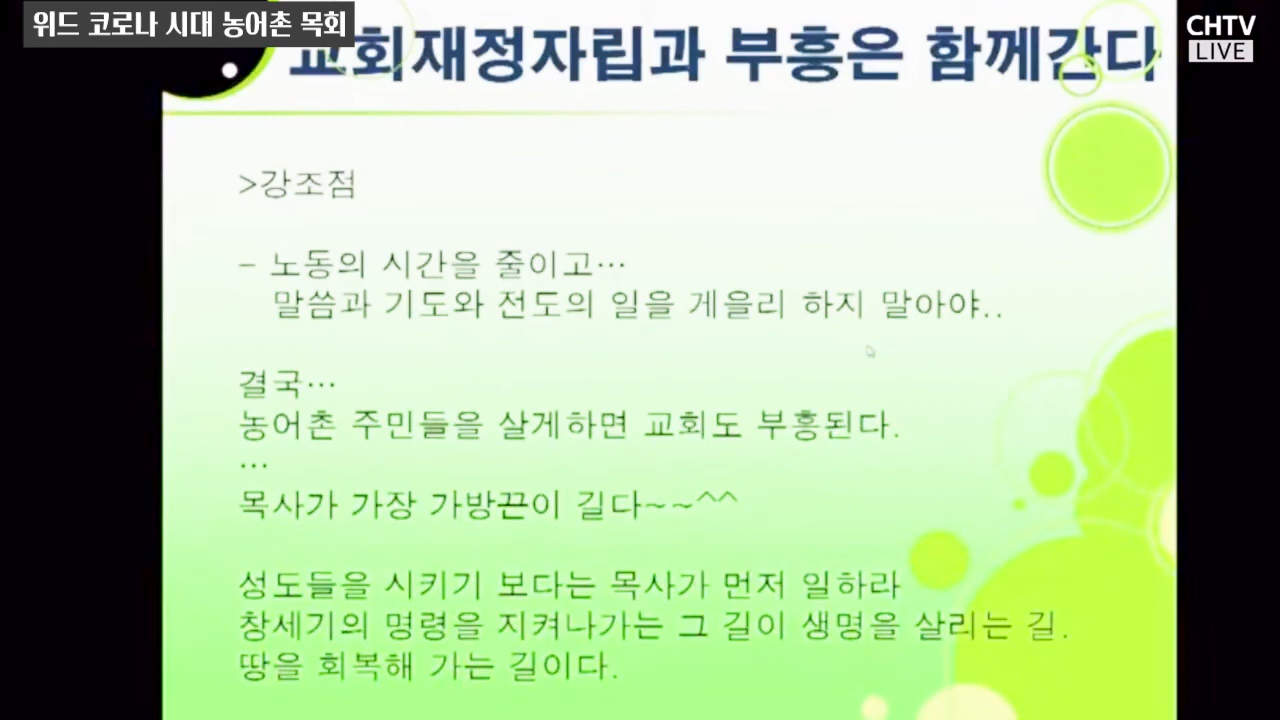 위드 코로나 시대 농어촌 목회
CHTV
LIVE
교회재정자립과 부흥은 함께간다
>강조점
- 노동의 시간을 줄이고…
말씀과 기도와 전도의 일을 게을리 하지 말아야..
결국…
농어촌 주민들을 살게하면 교회도 부흥된다.
…
목사가 가장 가방끈이 길다~~^^
성도들을 시키기 보다는 목사가 먼저 일하라
창세기의 명령을 지켜나가는 그 길이 생명을 살리는 길.
땅을 회복해 가는 길이다.